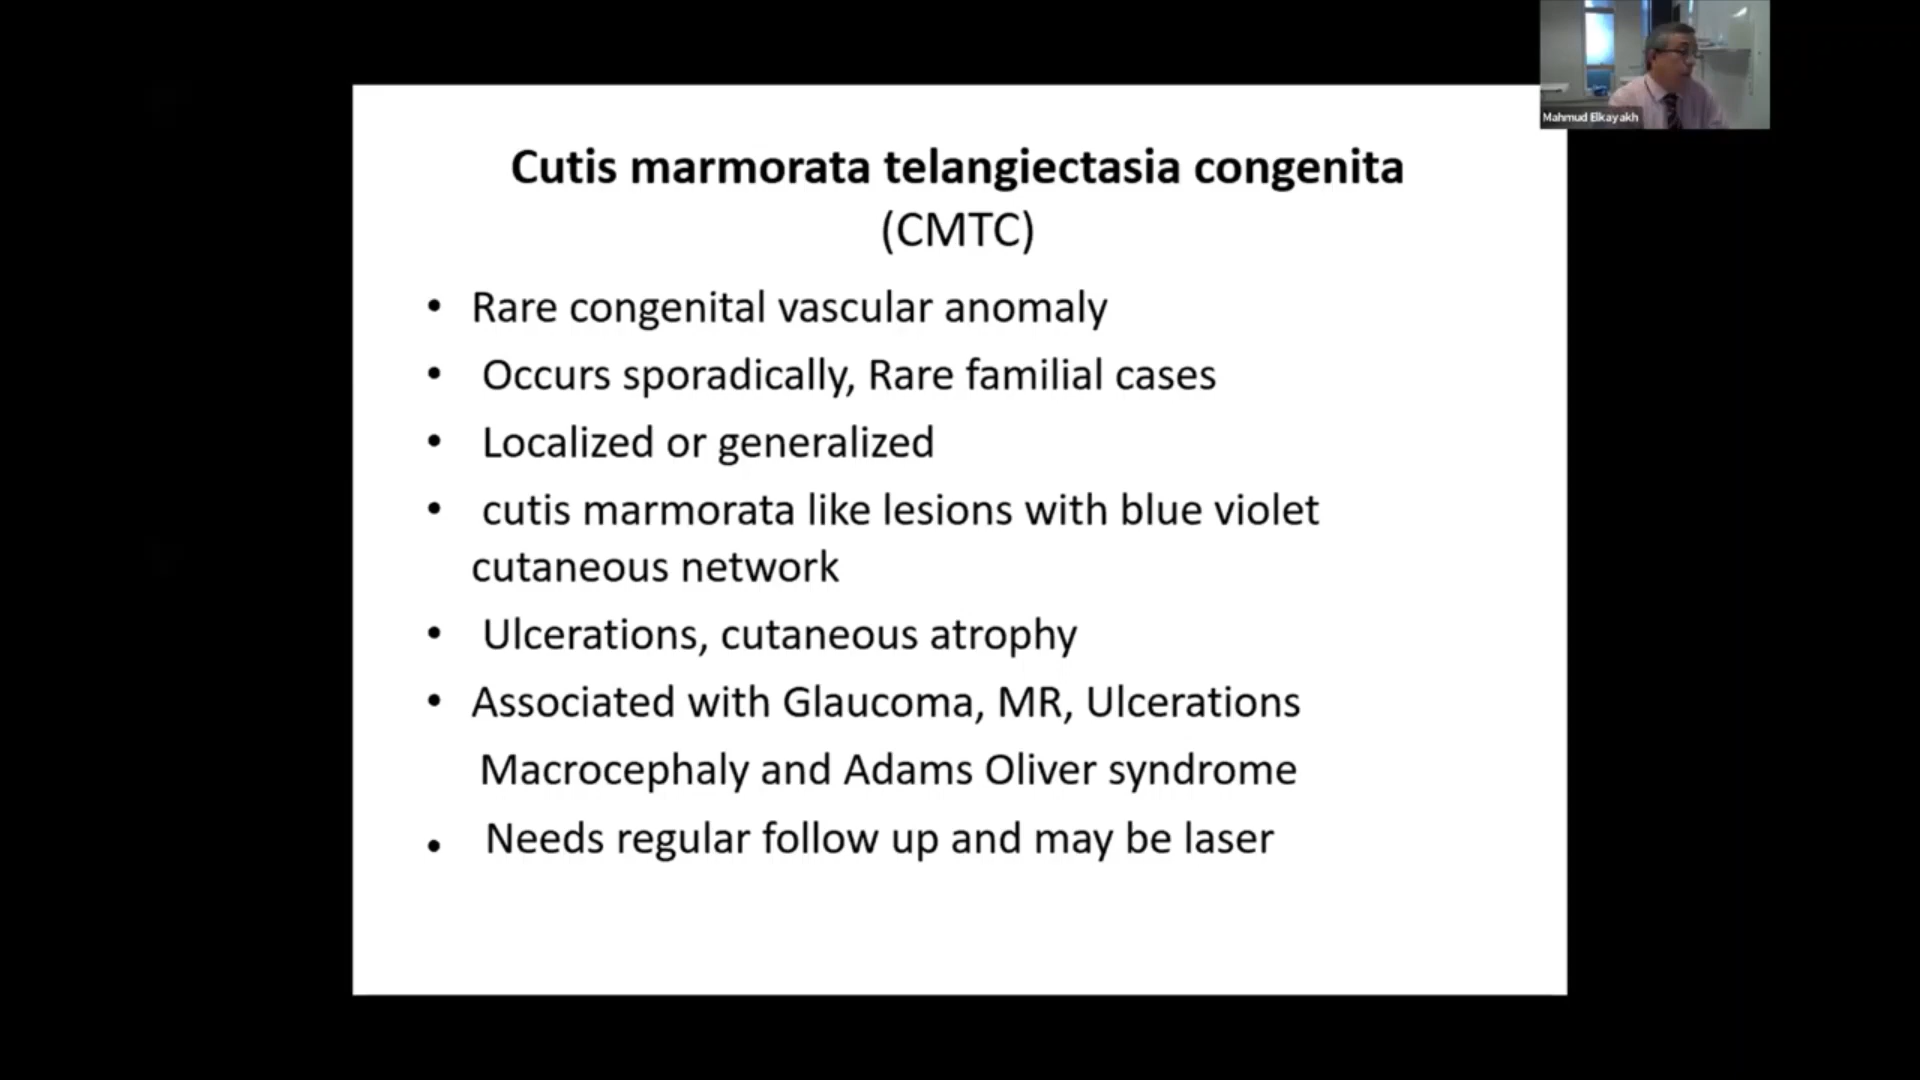 Mahmud Elkayakh
Cutis marmorata telangiectasia congenita
(CMTC)
• Rare congenital vascular anomaly
• Occurs sporadically, Rare familial cases
• Localized or generalized
• cutis marmorata like lesions with blue violet
cutaneous network
• Ulcerations, cutaneous atrophy
• Associated with Glaucoma, MR, Ulcerations
Macrocephaly and Adams Oliver syndrome
• Needs regular follow up and may be laser